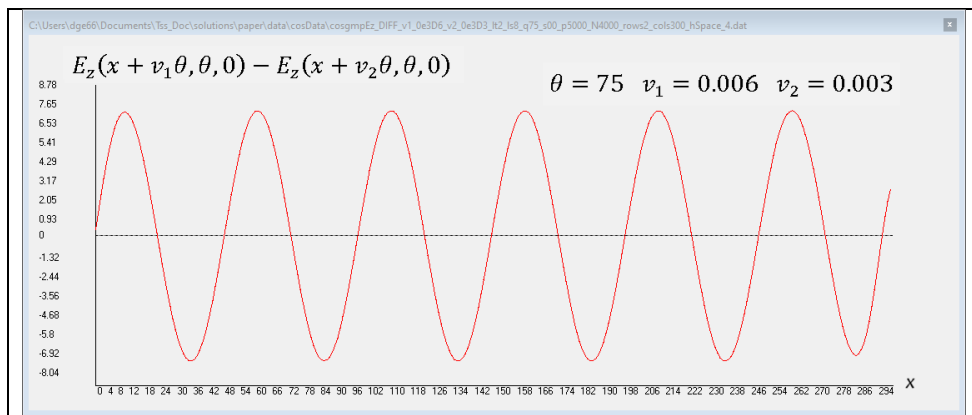 C:\Users\dge66\Documents\Tss_Doc\solutions\paper\data\cosData\cosgmpEz_DIFF_v1_0e3D6_v2_0e3D3_lt2_ls8_q75_s00_p5000_N4000_rows2_cols300_hSpace_4.dat
x
E_z(x + v_1θ, θ, 0) − E_z(x + v_2θ, θ, 0)
θ = 75 v_1 = 0.006 v_2 = 0.003
8.78
7.65
6.53
5.41
4.29
3.17
2.05
0.93
0
-1.32
-2.44
-3.56
-4.68
-5.8
-6.92
-8.04
0 4 8 12 18 24 30 36 42 48 54 60 66 72 78 84 90 96 102 110 118 126 134 142 150 158 166 174 182 190 198 206 214 222 230 238 246 254 262 270 278 286 294
x